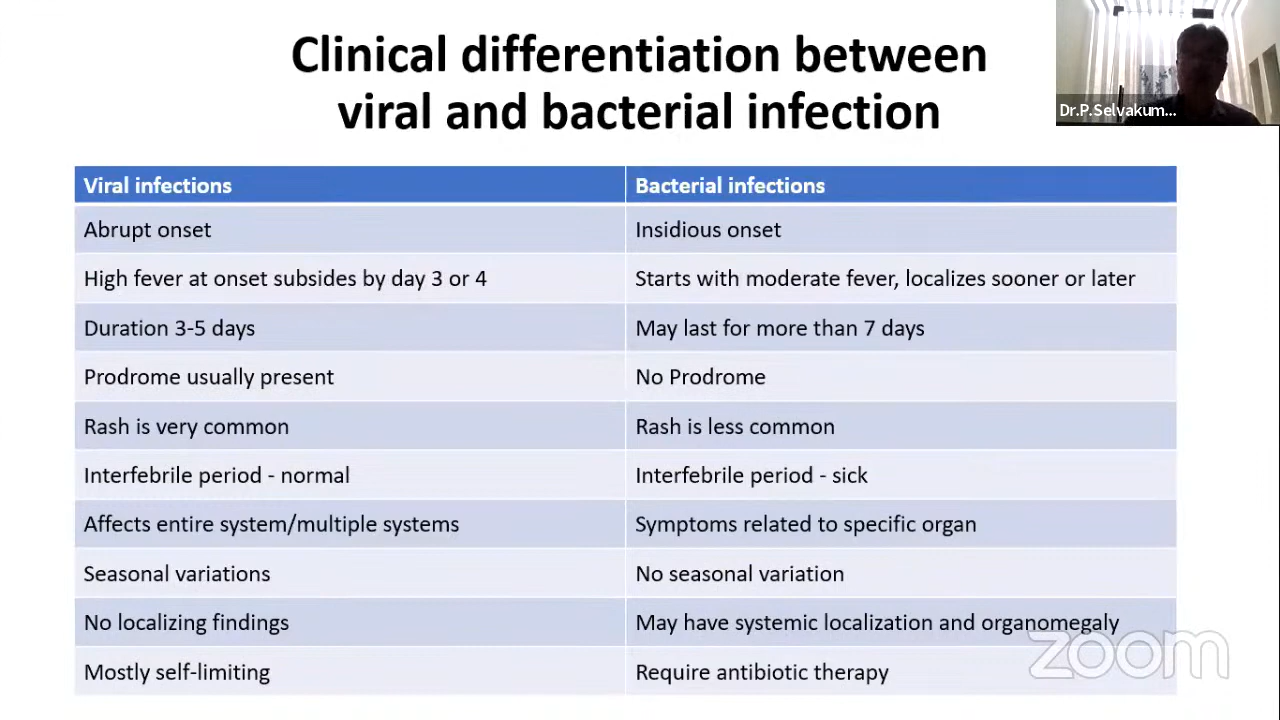 Clinical differentiation between
viral and bacterial infection
Dr.P.Selvakum...
Viral infections
Bacterial infections
Abrupt onset
Insidious onset
High fever at onset subsides by day 3 or 4
Starts with moderate fever, localizes sooner or later
Duration 3-5 days
May last for more than 7 days
Prodrome usually present
No Prodrome
Rash is very common
Rash is less common
Interfebrile period - normal
Interfebrile period - sick
Affects entire system/multiple systems
Symptoms related to specific organ
Seasonal variations
No seasonal variation
No localizing findings
May have systemic localization and organomegaly
Mostly self-limiting
Require antibiotic therapy
zoom